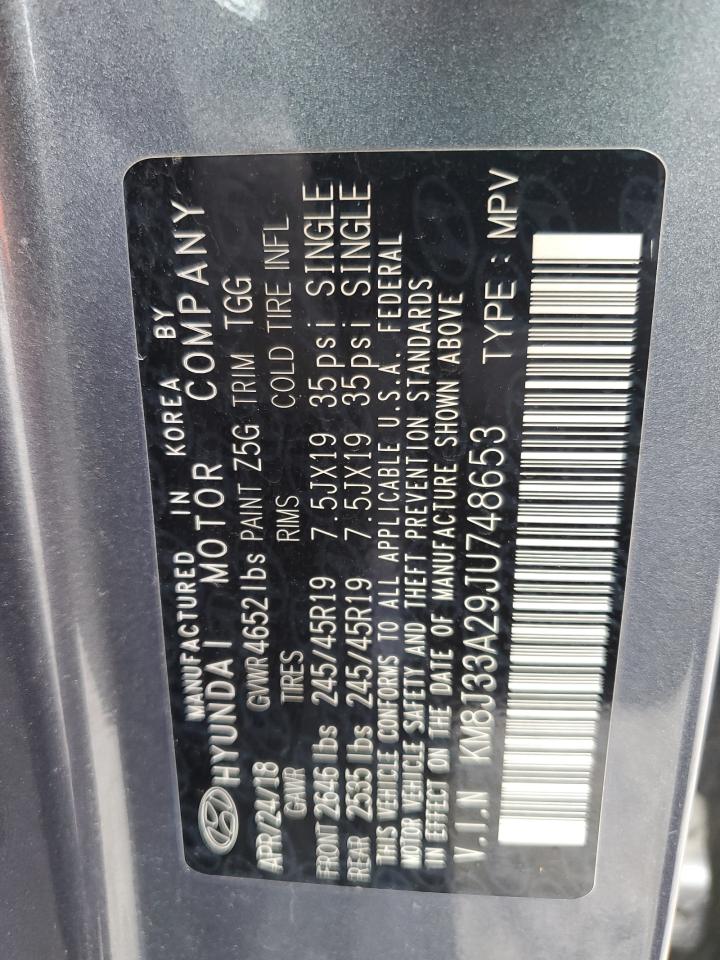 MANUFACTURED IN KOREA BY
HYUNDAI MOTOR COMPANY
APR/24/18 GVWR 4652 lbs PAINT Z5G TRIM TGG
GAWR TIRES RIMS COLD TIRE INFL
FRONT 2646 lbs 245/45R19 7.5JX19 35psi SINGLE
REAR 2535 lbs 245/45R19 7.5JX19 35psi SINGLE
THIS VEHICLE CONFORMS TO ALL APPLICABLE U.S.A. FEDERAL
MOTOR VEHICLE SAFETY AND THEFT PREVENTION STANDARDS
IN EFFECT ON THE DATE OF MANUFACTURE SHOWN ABOVE
V.I.N KM8J33A29JU748653 TYPE : MPV